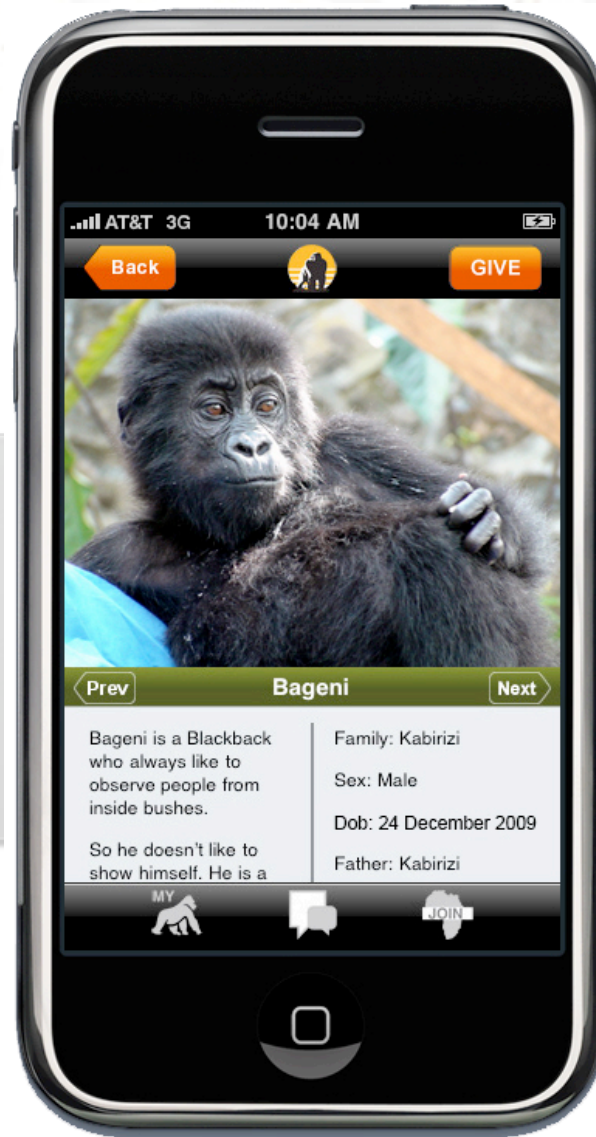 AT&T 3G 10:04 AM
Back GIVE
Prev Bageni Next
Bageni is a Blackback
who always like to
observe people from
inside bushes.
So he doesn't like to
show himself. He is a
Family: Kabirizi
Sex: Male
Dob: 24 December 2009
Father: Kabirizi
MY
JOIN